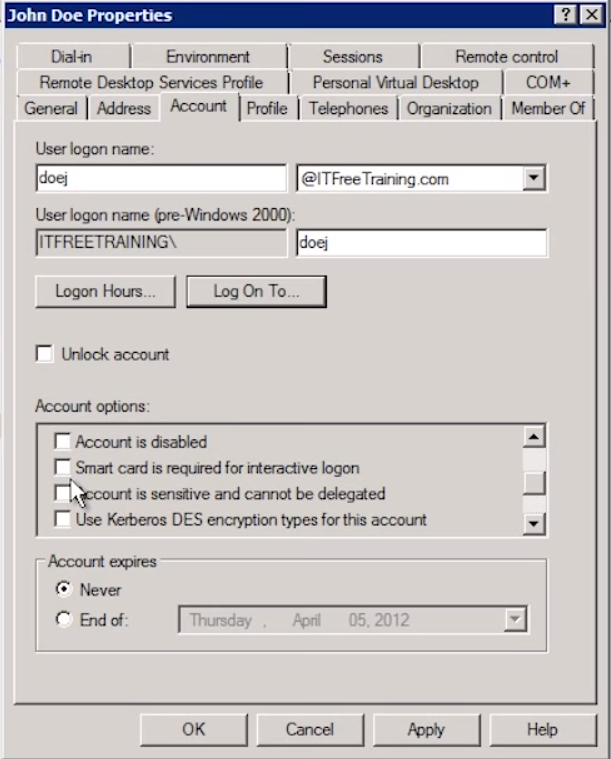 John Doe Properties
Dial-in Environment Sessions Remote control
Remote Desktop Services Profile Personal Virtual Desktop COM+
General Address Account Profile Telephones Organization Member Of
User logon name:
doej @ITFreeTraining.com
User logon name (pre-Windows 2000):
ITFREETRAINING\ doej
Logon Hours... Log On To...
Unlock account
Account options:
Account is disabled
Smart card is required for interactive logon
Account is sensitive and cannot be delegated
Use Kerberos DES encryption types for this account
Account expires
Never
End of: Thursday , April 05, 2012
OK Cancel Apply Help